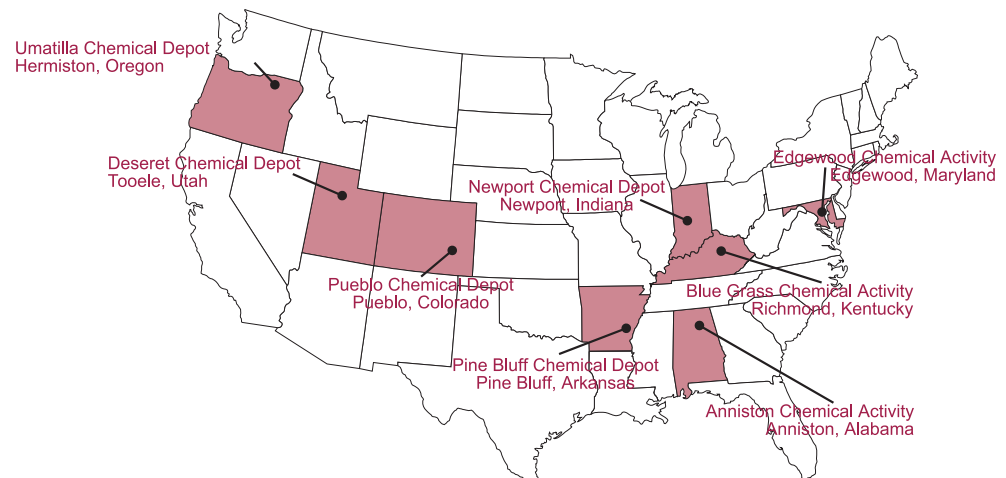 Umatilla Chemical Depot
Hermiston, Oregon
Deseret Chemical Depot
Tooele, Utah
Pueblo Chemical Depot
Pueblo, Colorado
Newport Chemical Depot
Newport, Indiana
Edgewood Chemical Activity
Edgewood, Maryland
Blue Grass Chemical Activity
Richmond, Kentucky
Pine Bluff Chemical Depot
Pine Bluff, Arkansas
Anniston Chemical Activity
Anniston, Alabama